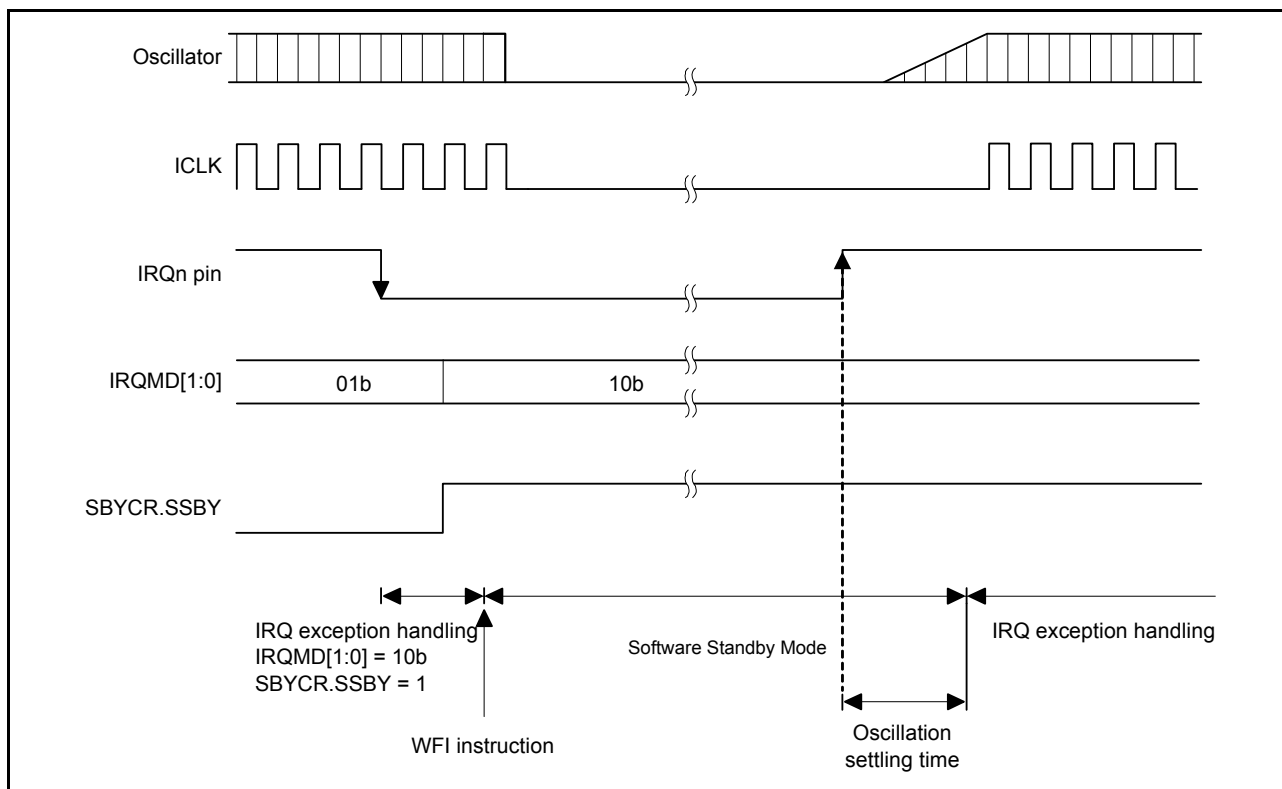 Oscillator
ICLK
IRQn pin
IRQMD[1:0]
01b
10b
SBYCR.SSBY
IRQ exception handling
IRQMD[1:0] = 10b
SBYCR.SSBY = 1
Software Standby Mode
IRQ exception handling
WFI instruction
Oscillation
settling time